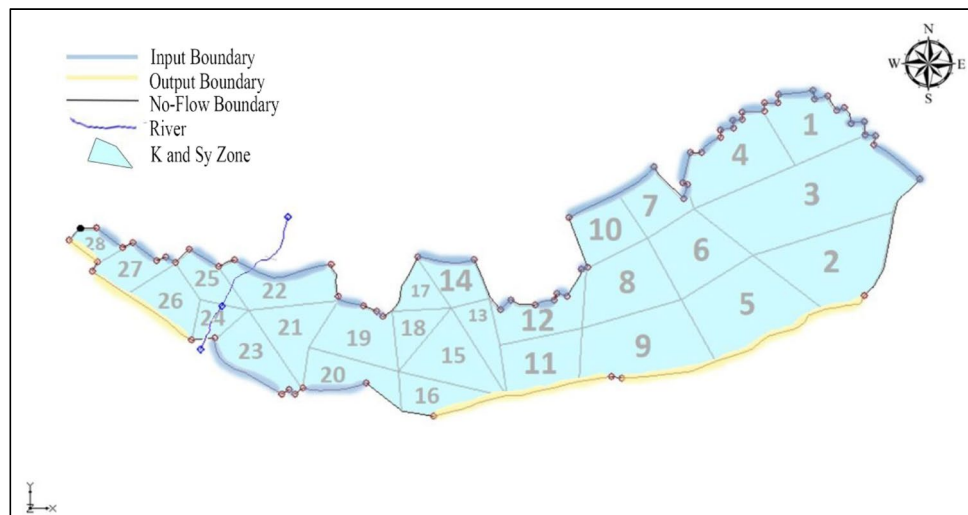 Input Boundary
Output Boundary
No-Flow Boundary
River
K and Sy Zone
N
W E
S
1
4
3
7
10
6
2
8
5
28
27
25
22
14
17
26
24
21
13
12
18
19
23
15
11
9
20
16
Y
Z X